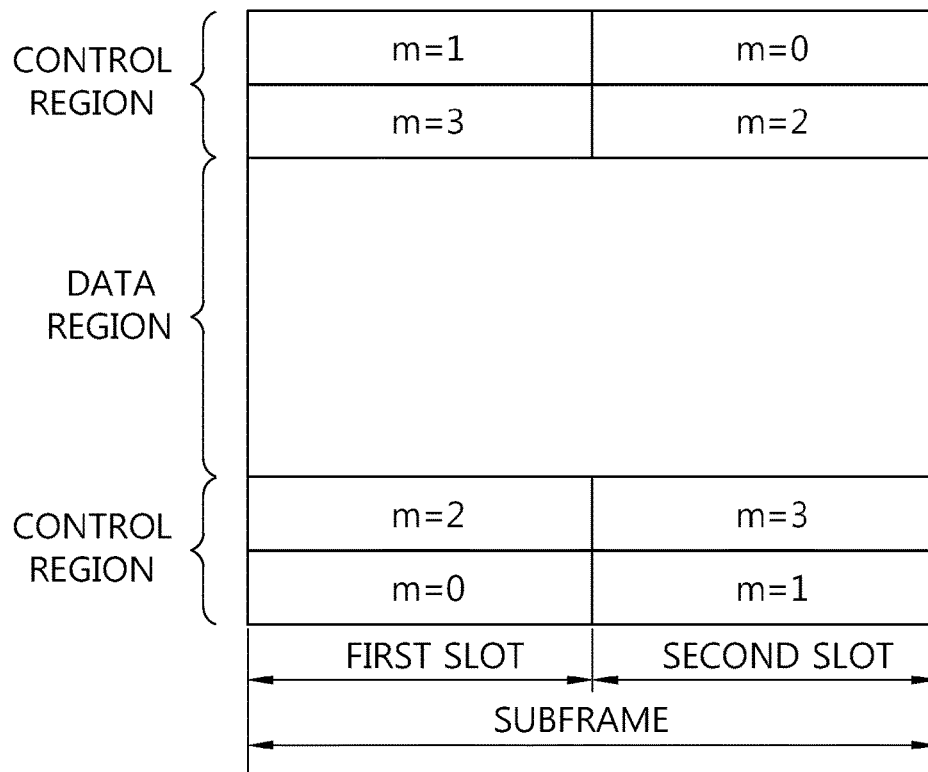 CONTROL
REGION
m=1
m=0
m=3
m=2
DATA
REGION
CONTROL
REGION
m=2
m=3
m=0
m=1
FIRST SLOT
SECOND SLOT
SUBFRAME